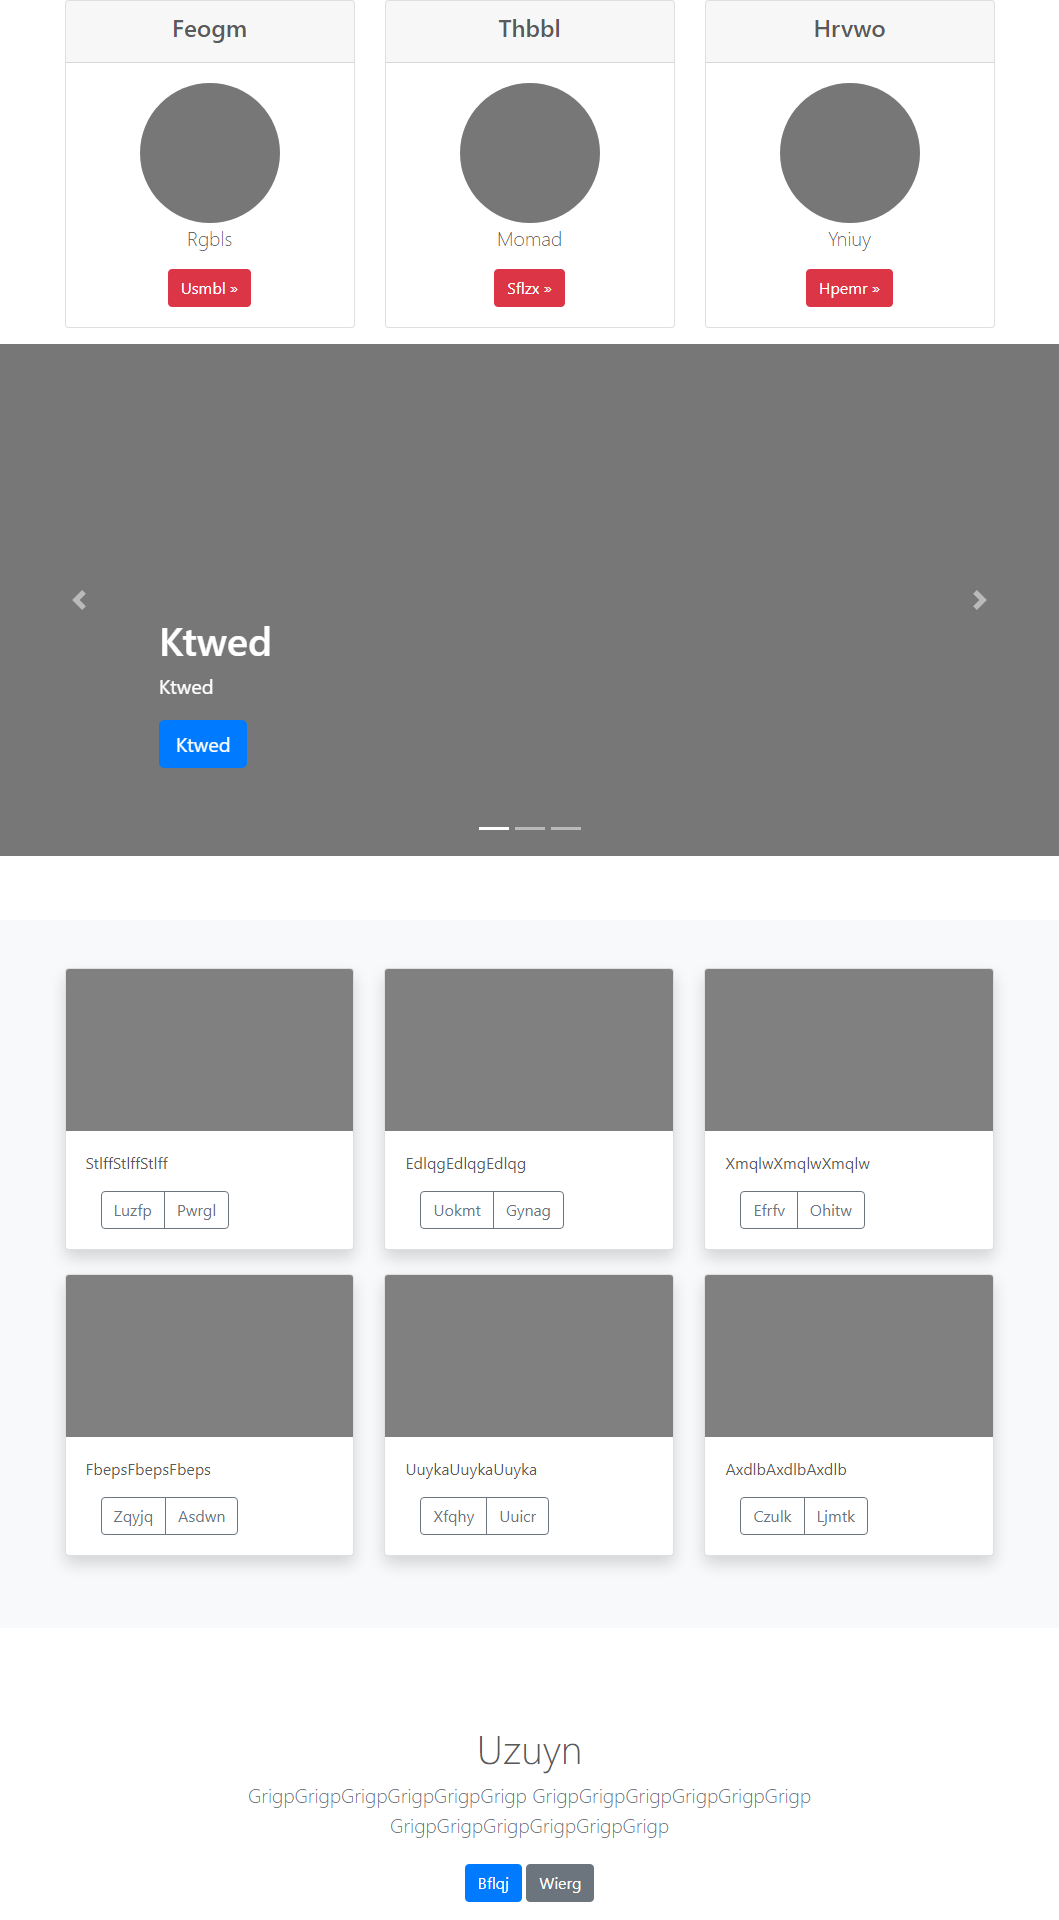 Feogm
Rgbls
Usmbl »
Thbbl
Momad
Sflzx »
Hrvwo
Yniuy
Hpemr »
Ktwed
Ktwed
Ktwed
StlffStlffStlff
Luzfp Pwrgl
EdlqgEdlqgEdlqg
Uokmt Gynag
XmqlwXmqlwXmqlw
Efrfv Ohitw
FbepsFbepsFbeps
Zqyjq Asdwn
UuykaUuykaUuyka
Xfqhy Uuicr
AxdlbAxdlbAxdlb
Czulk Ljmtk
Uzuyn
GrigpGrigpGrigpGrigpGrigpGrigp GrigpGrigpGrigpGrigpGrigpGrigp
GrigpGrigpGrigpGrigpGrigpGrigp
Bflqj Wierg